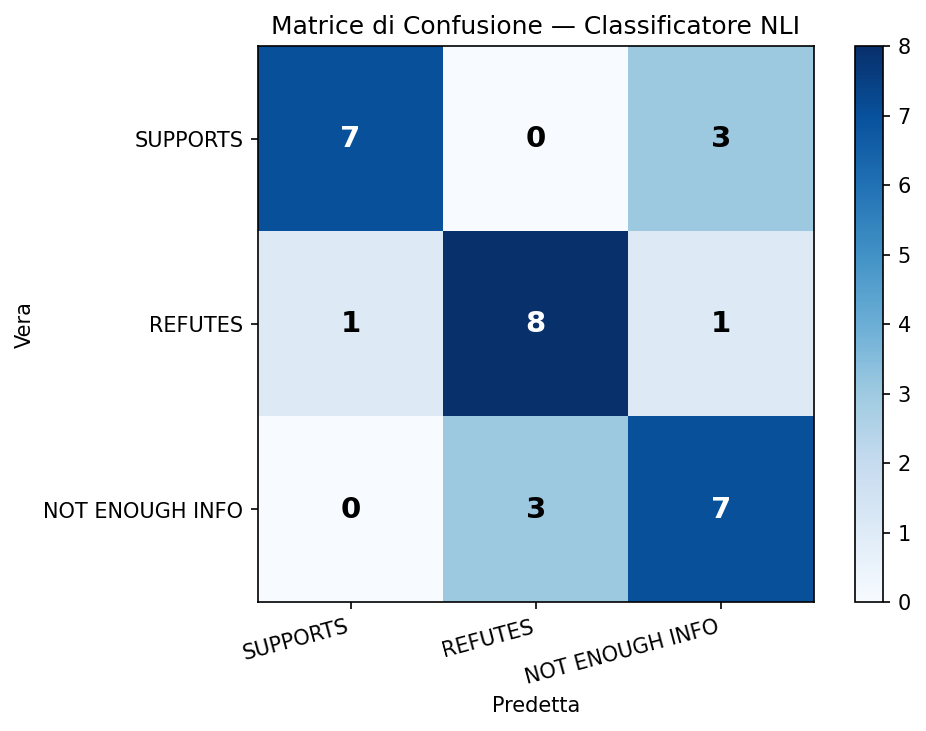 Matrice di Confusione — Classificatore NLI
Vera
SUPPORTS
7
0
3
REFUTES
1
8
1
NOT ENOUGH INFO
0
3
7
SUPPORTS
REFUTES
NOT ENOUGH INFO
Predetta
8
7
6
5
4
3
2
1
0